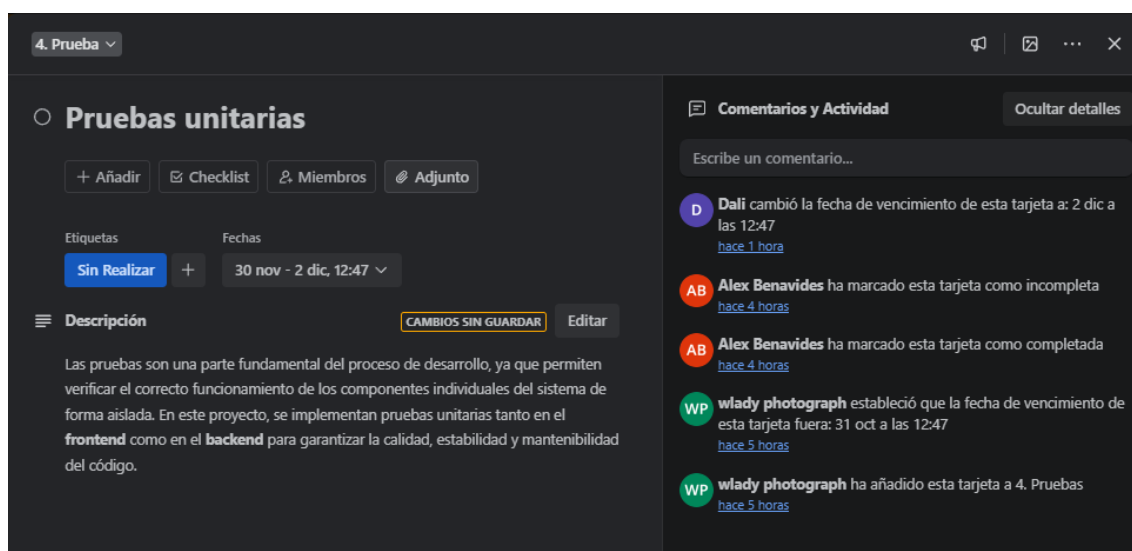 4. Prueba
Pruebas unitarias
+ Añadir
Checklist
Miembros
Adjunto
Etiquetas
Fechas
Sin Realizar
+
30 nov - 2 dic, 12:47
Descripción
CAMBIOS SIN GUARDAR
Editar
Las pruebas son una parte fundamental del proceso de desarrollo, ya que permiten
verificar el correcto funcionamiento de los componentes individuales del sistema de
forma aislada. En este proyecto, se implementan pruebas unitarias tanto en el
frontend como en el backend para garantizar la calidad, estabilidad y mantenibilidad
del código.
Comentarios y Actividad
Ocultar detalles
Escribe un comentario...
D
Dali cambió la fecha de vencimiento de esta tarjeta a: 2 dic a
las 12:47
hace 1 hora
AB
Alex Benavides ha marcado esta tarjeta como incompleta
hace 4 horas
AB
Alex Benavides ha marcado esta tarjeta como completada
hace 4 horas
WP
wlady photograph estableció que la fecha de vencimiento de
esta tarjeta fuera: 31 oct a las 12:47
hace 5 horas
WP
wlady photograph ha añadido esta tarjeta a 4. Pruebas
hace 5 horas